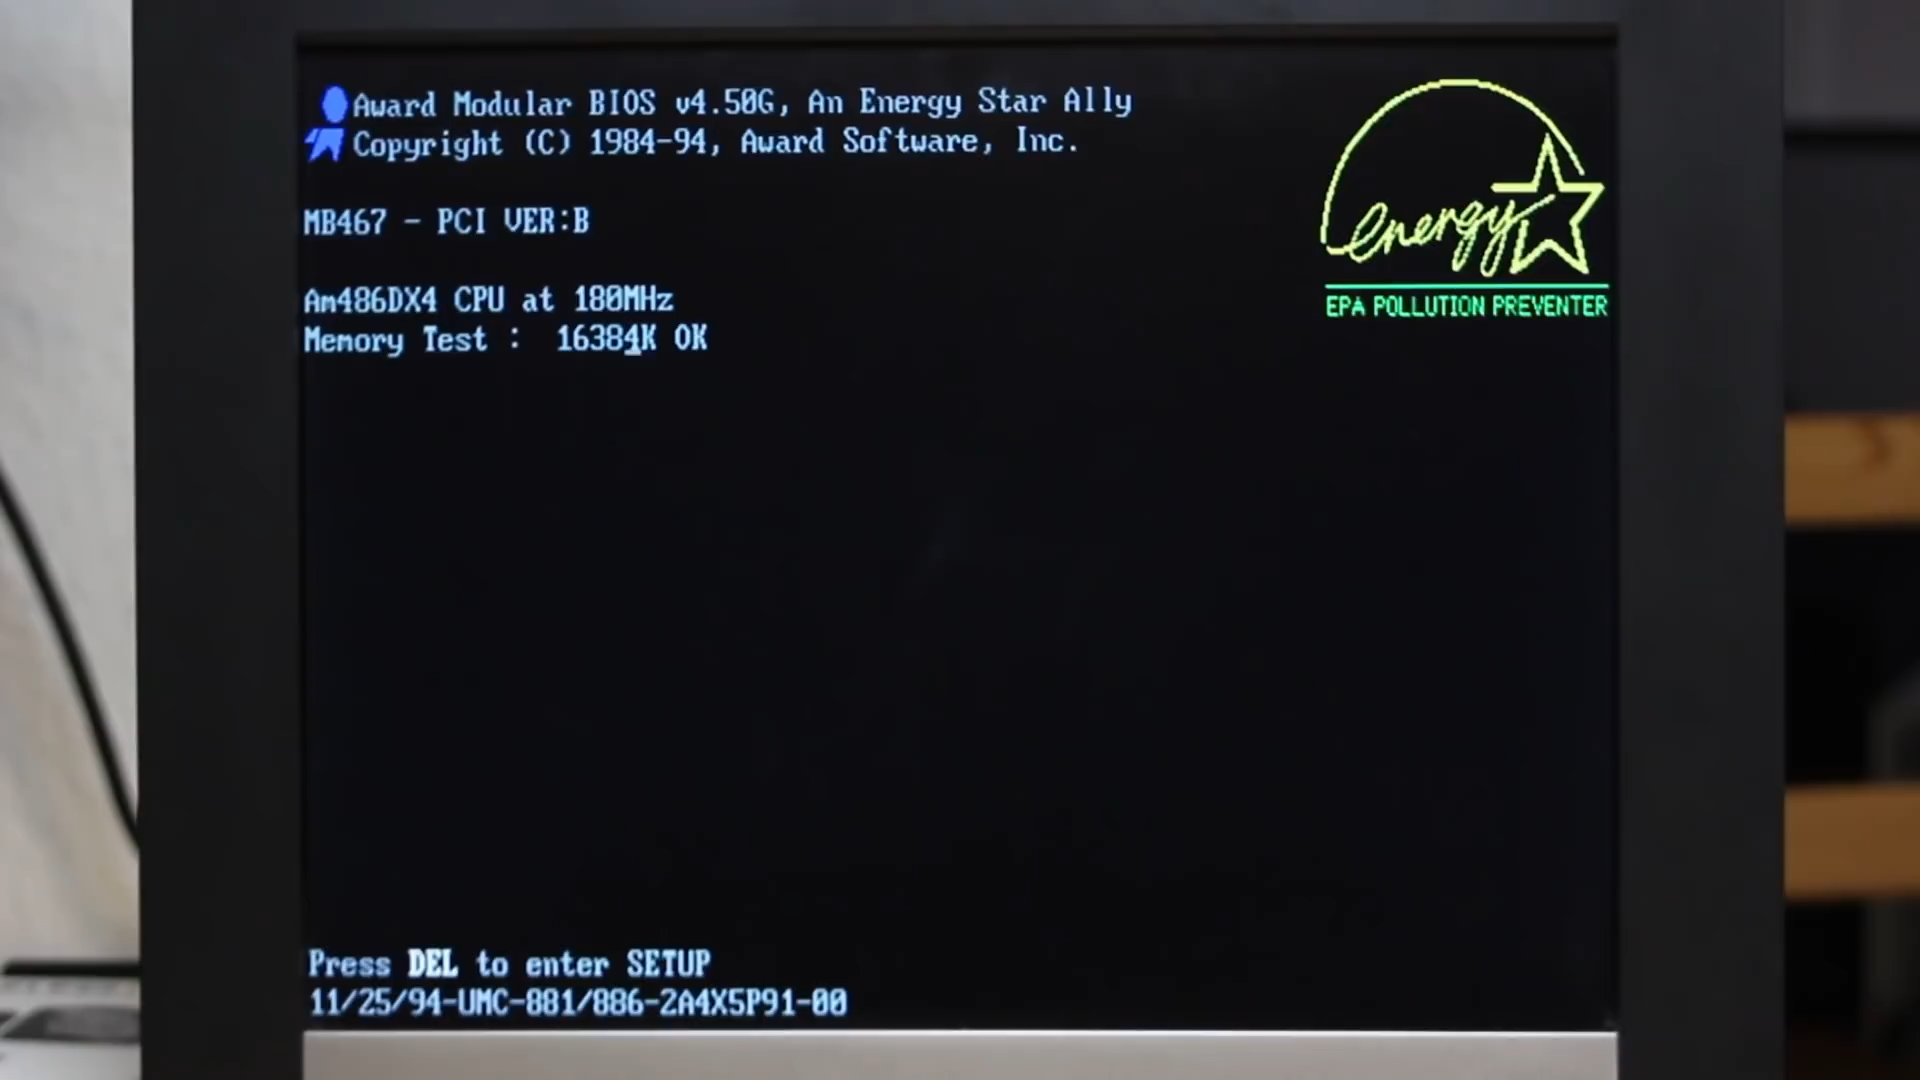 Award Modular BIOS v4.50G, An Energy Star Ally
Copyright (C) 1984-94, Award Software, Inc.
energy
EPA POLLUTION PREVENTER
MB467 - PCI VER:B
Am486DX4 CPU at 180MHz
Memory Test : 16384K OK
Press DEL to enter SETUP
11/25/94-UMC-881/886-2A4X5P91-00